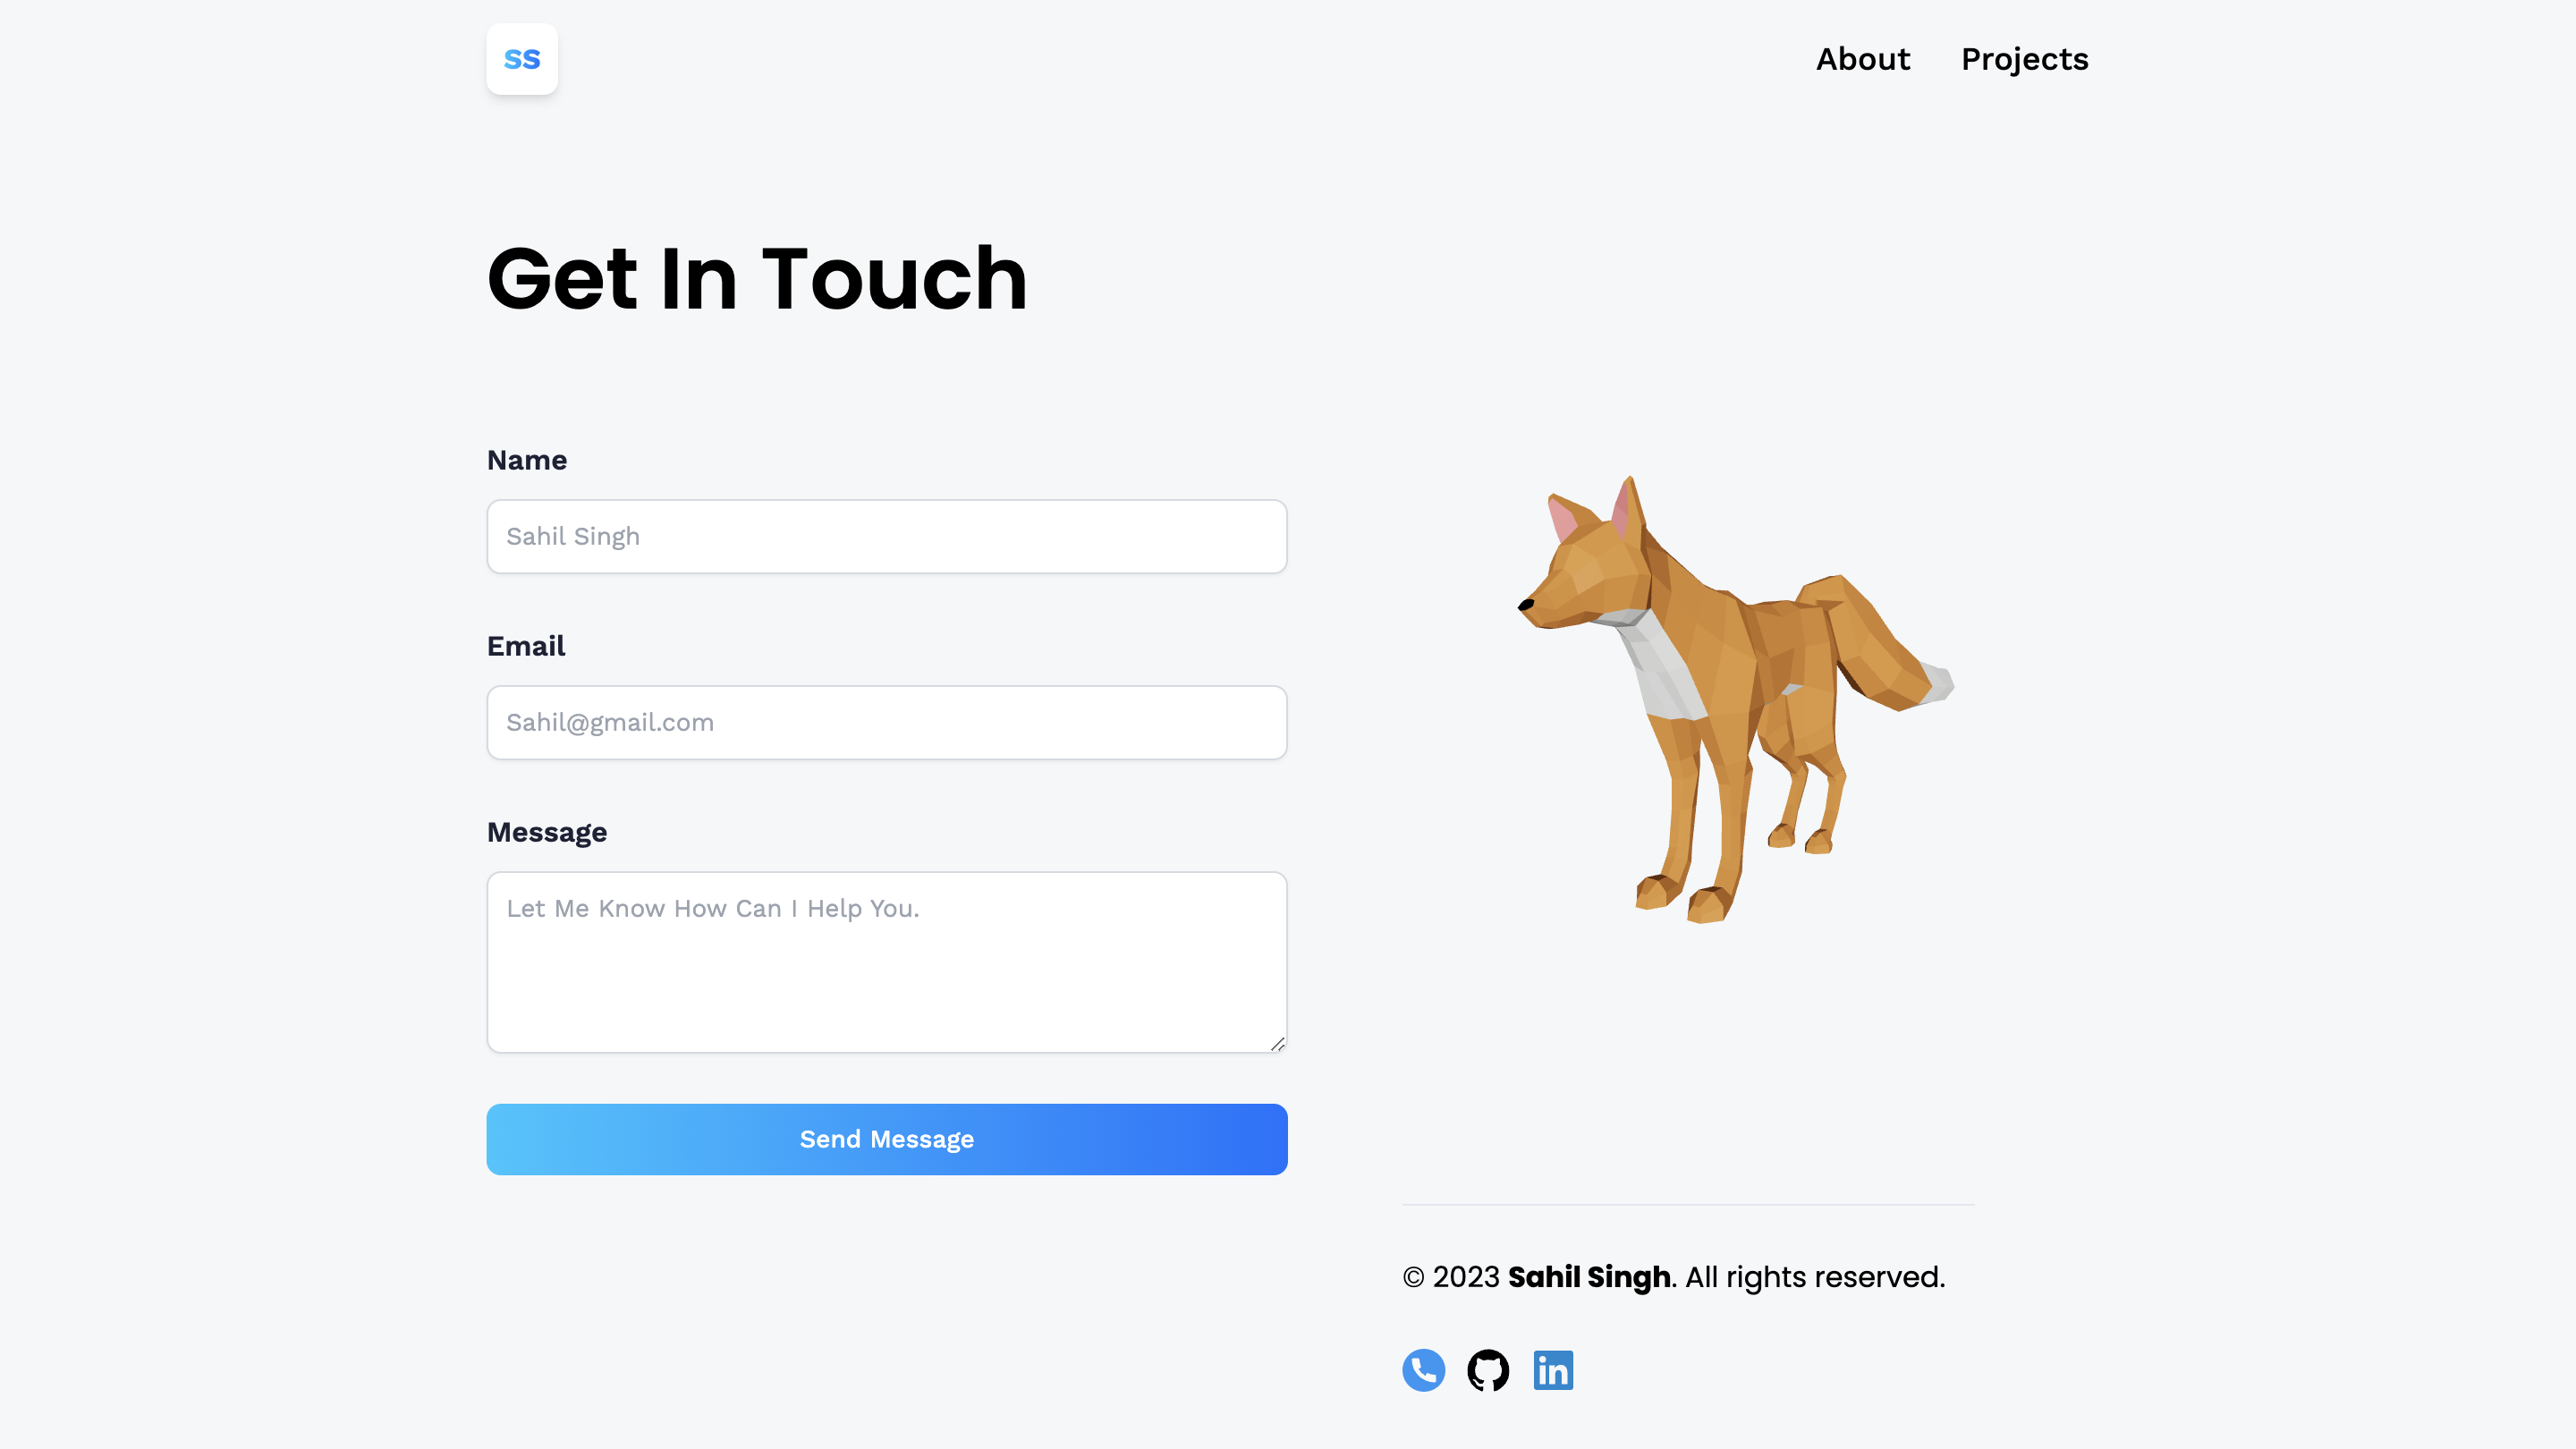 ss
About Projects
Get In Touch
Name
Sahil Singh
Email
Sahil@gmail.com
Message
Let Me Know How Can I Help You.
Send Message
© 2023 Sahil Singh. All rights reserved.
in